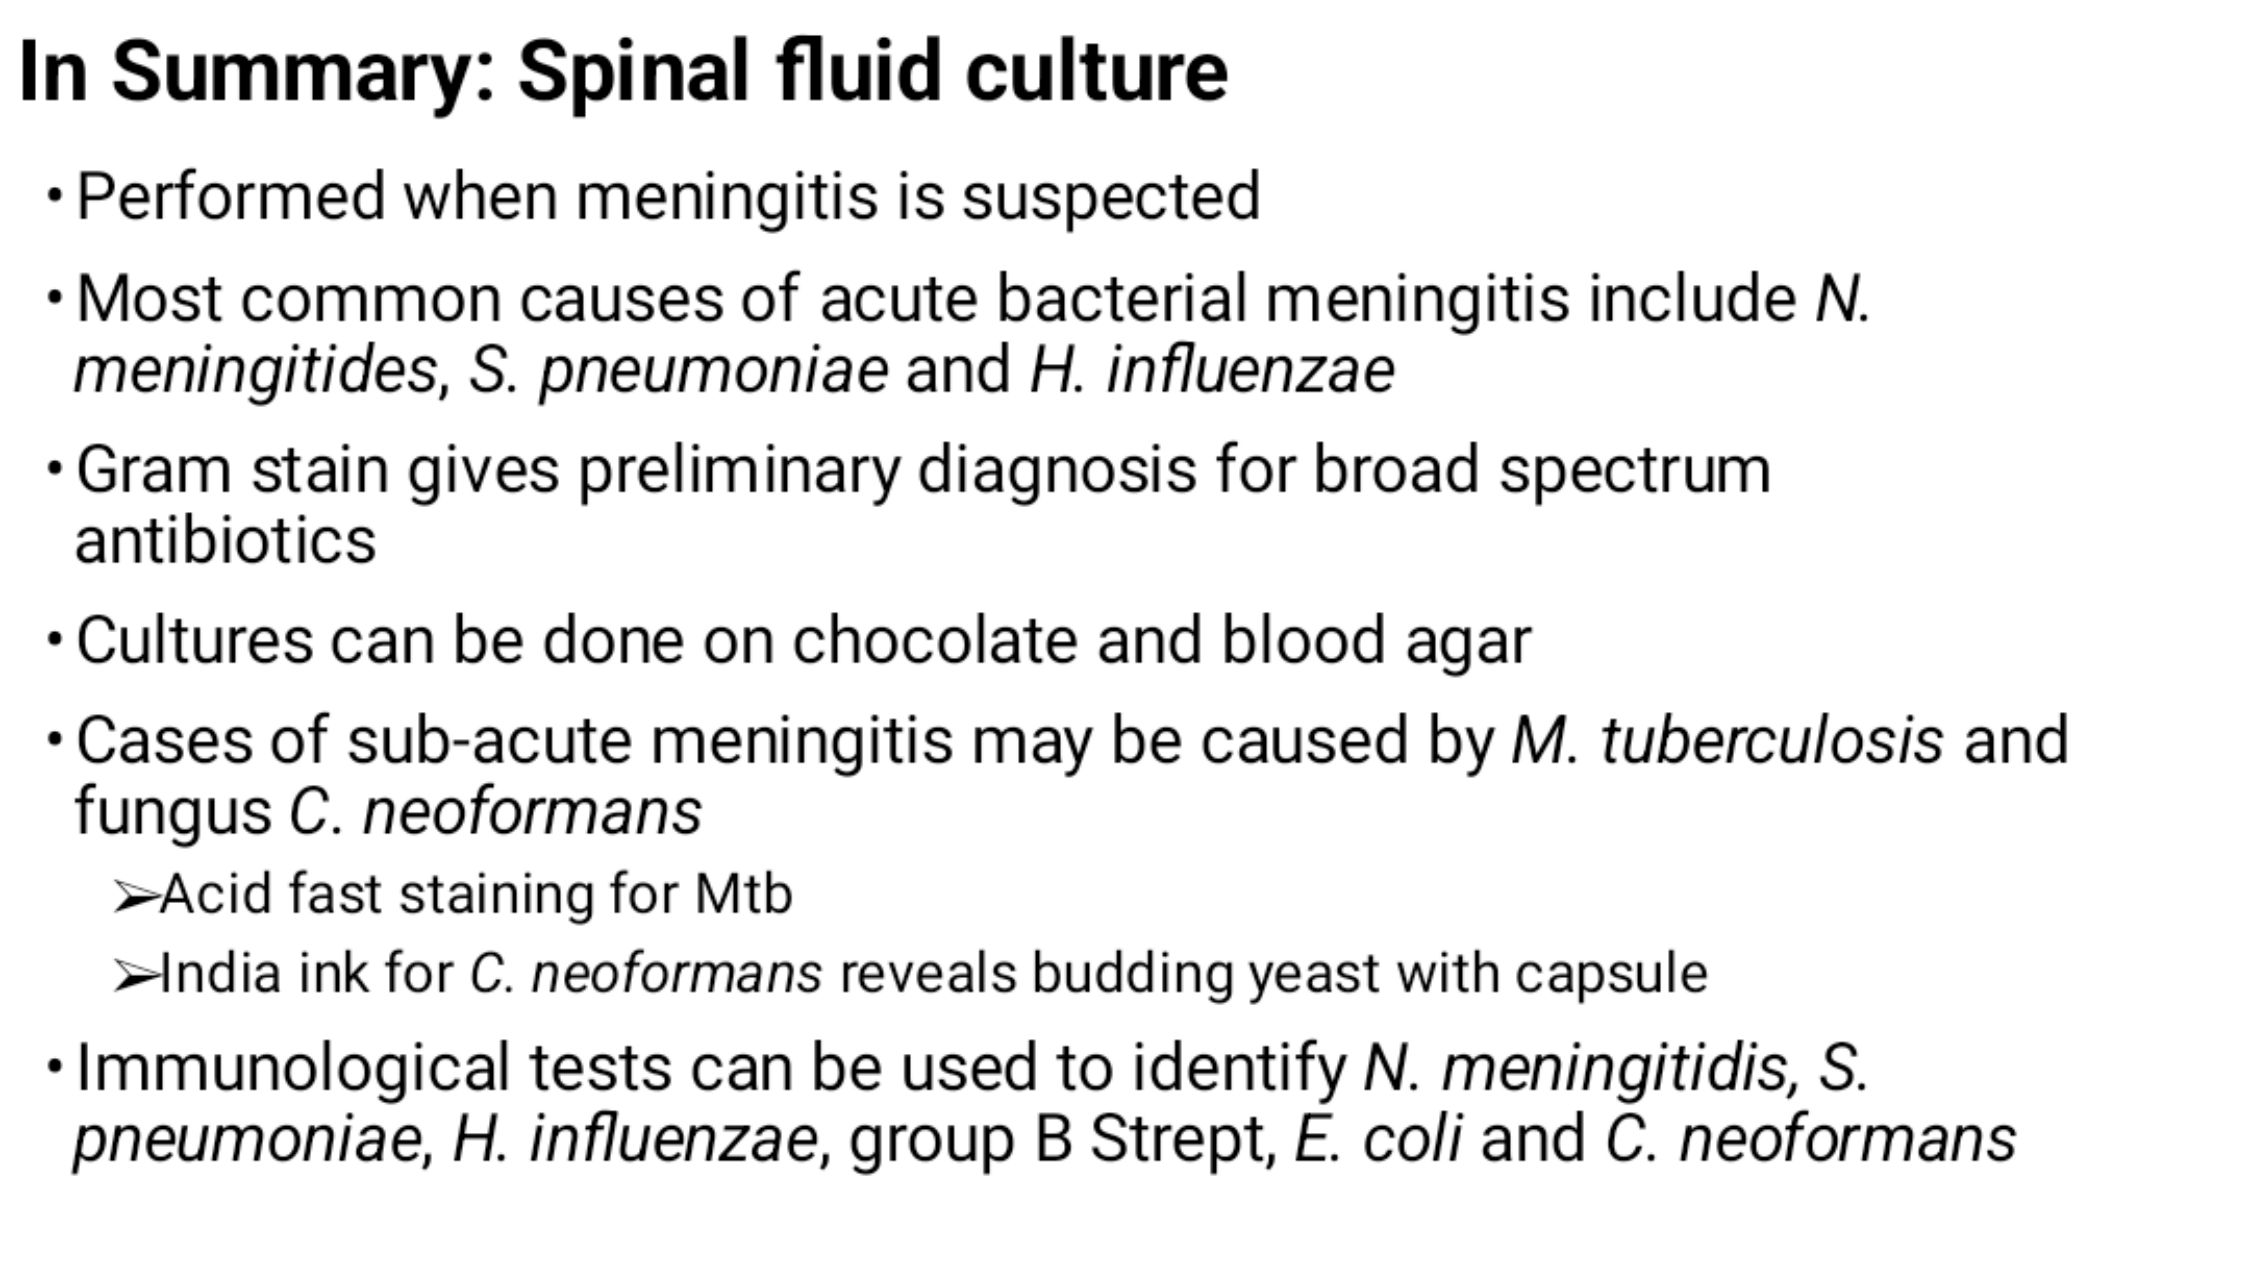 In Summary: Spinal fluid culture
• Performed when meningitis is suspected
• Most common causes of acute bacterial meningitis include N.
meningitides, S. pneumoniae and H. influenzae
• Gram stain gives preliminary diagnosis for broad spectrum
antibiotics
• Cultures can be done on chocolate and blood agar
• Cases of sub-acute meningitis may be caused by M. tuberculosis and
fungus C. neoformans
➢Acid fast staining for Mtb
➢India ink for C. neoformans reveals budding yeast with capsule
• Immunological tests can be used to identify N. meningitidis, S.
pneumoniae, H. influenzae, group B Strept, E. coli and C. neoformans